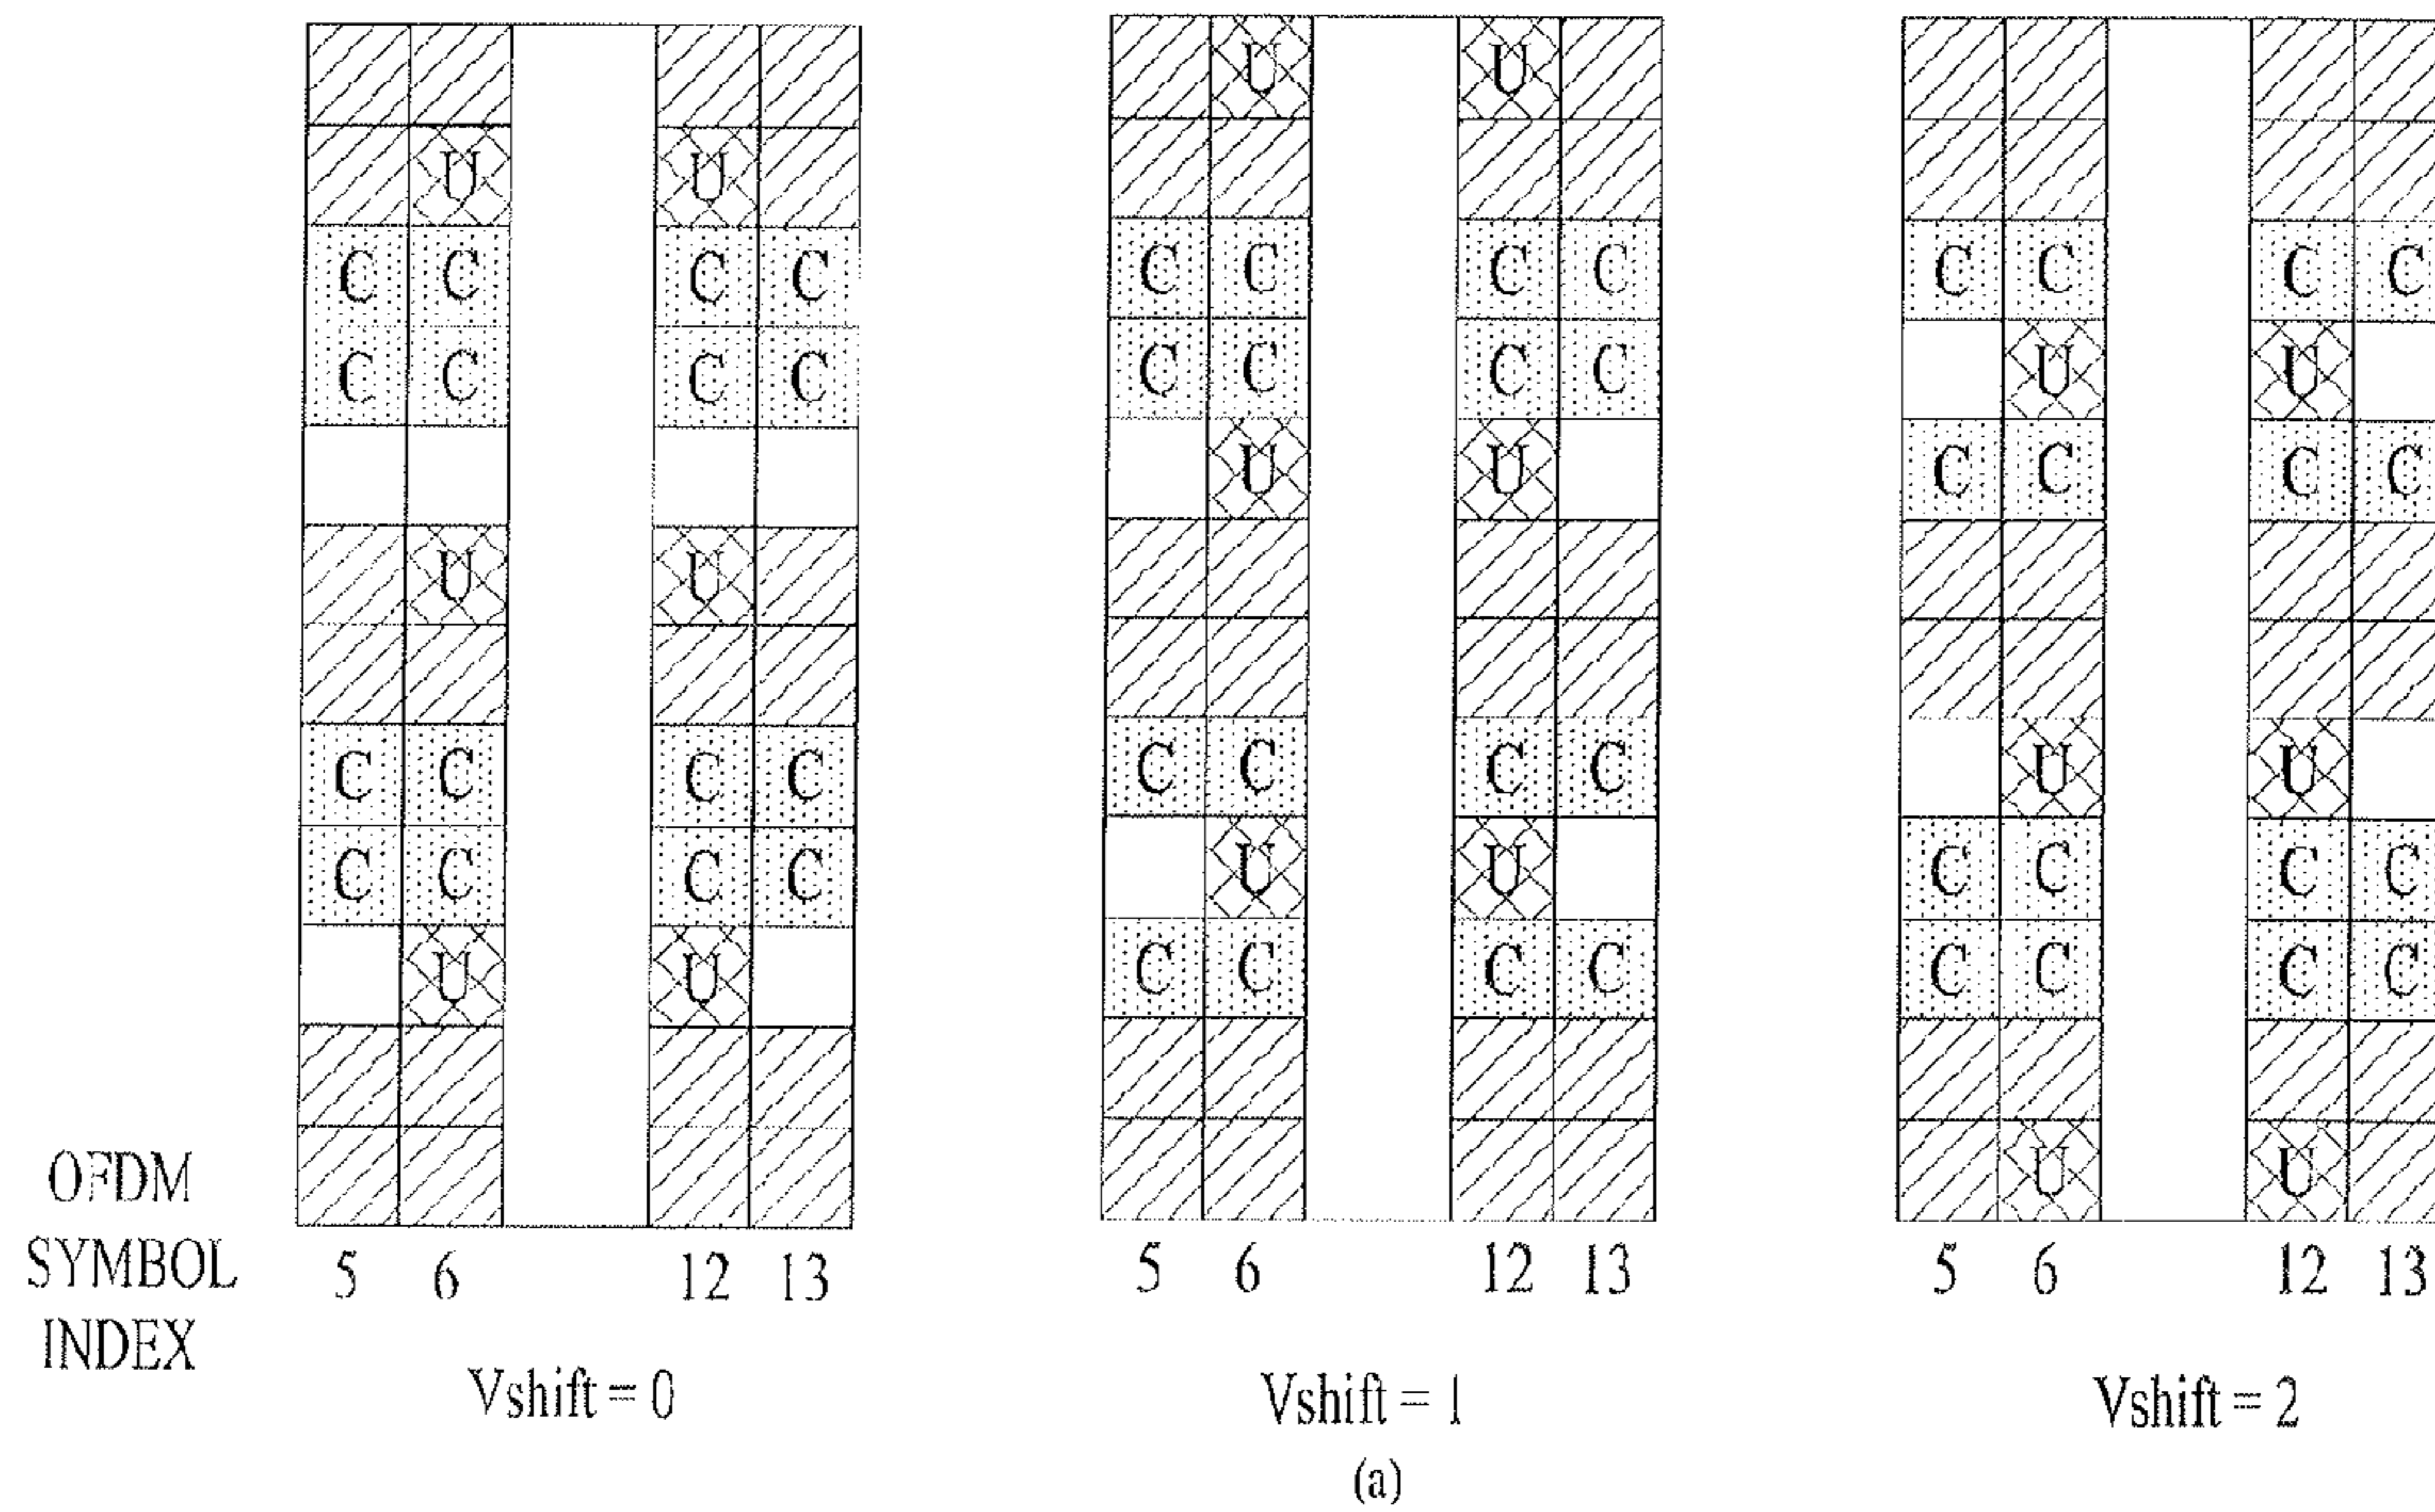 U U
U U
C C C C C C C C C C C C
C C C C C C C C U U
U U C C C C
U U
C C C C C C C C U U
C C C C U U C C C C
U U C C C C C C C C
U U
OFDM
SYMBOL
INDEX
5 6 12 13 5 6 12 13 5 6 12 13
Vshift = 0 Vshift = 1 Vshift = 2
(a)